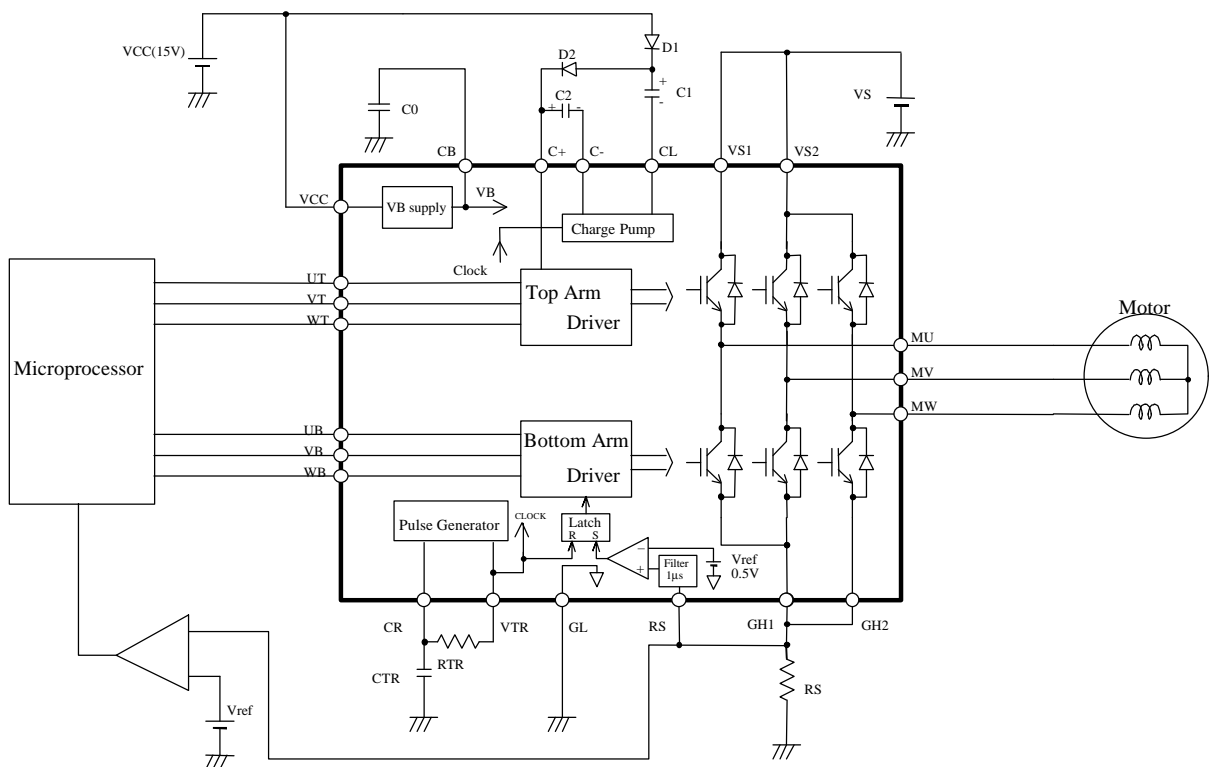 VCC(15V)
D1
D2
+
C1
-
C2
+ -
C0
VS
CB
C+
C-
CL
VS1
VS2
VCC
VB supply
VB
Charge Pump
Clock
UT
VT
WT
Top Arm
Driver
Motor
MU
MV
MW
Microprocessor
UB
VB
WB
Bottom Arm
Driver
Pulse Generator
CLOCK
Latch
R S
-
+
Filter
1μs
Vref
0.5V
CR
VTR
GL
RS
GH1
GH2
RTR
CTR
RS
Vref